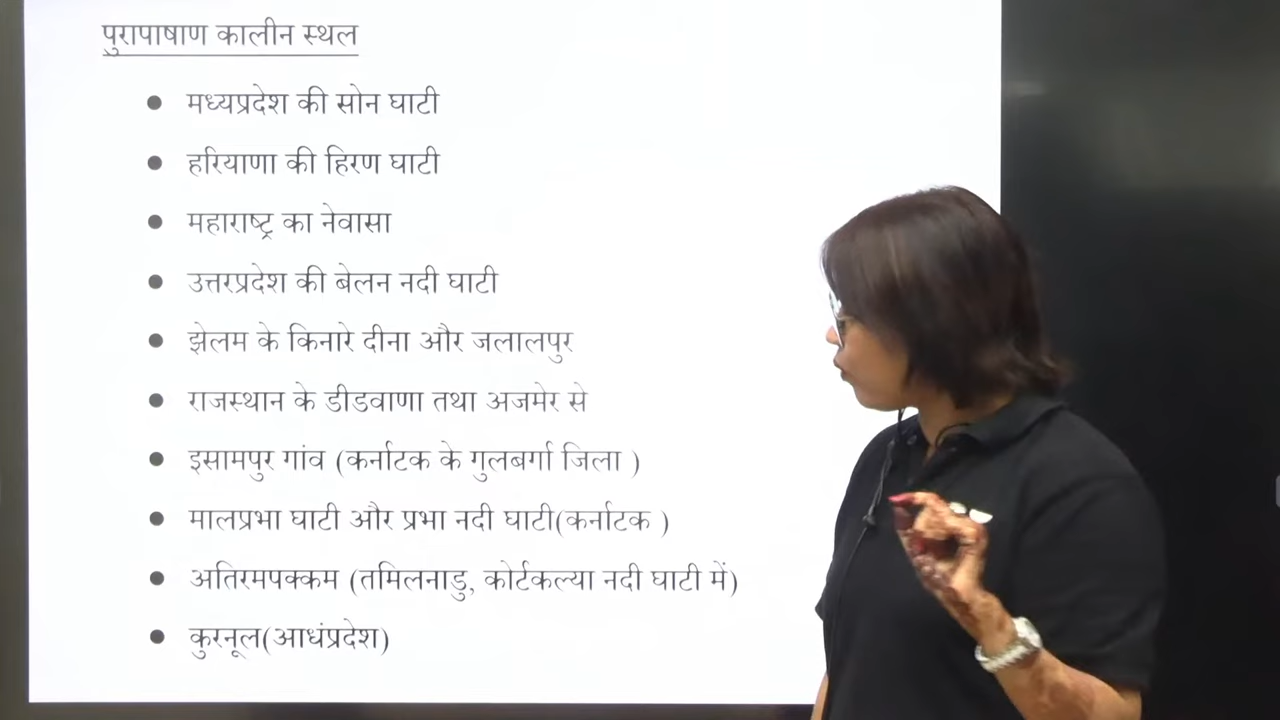 पुरापाषाण कालीन स्थल
● मध्यप्रदेश की सोन घाटी
● हरियाणा की हिरण घाटी
● महाराष्ट्र का नेवासा
● उत्तरप्रदेश की बेलन नदी घाटी
● झेलम के किनारे दीना और जलालपुर
● राजस्थान के डीडवाणा तथा अजमेर से
● इसामपुर गांव (कर्नाटक के गुलबर्गा जिला )
● मालप्रभा घाटी और प्रभा नदी घाटी(कर्नाटक )
● अतिरमपक्कम (तमिलनाडु, कोर्टकल्या नदी घाटी में)
● कुरनूल(आधंप्रदेश)